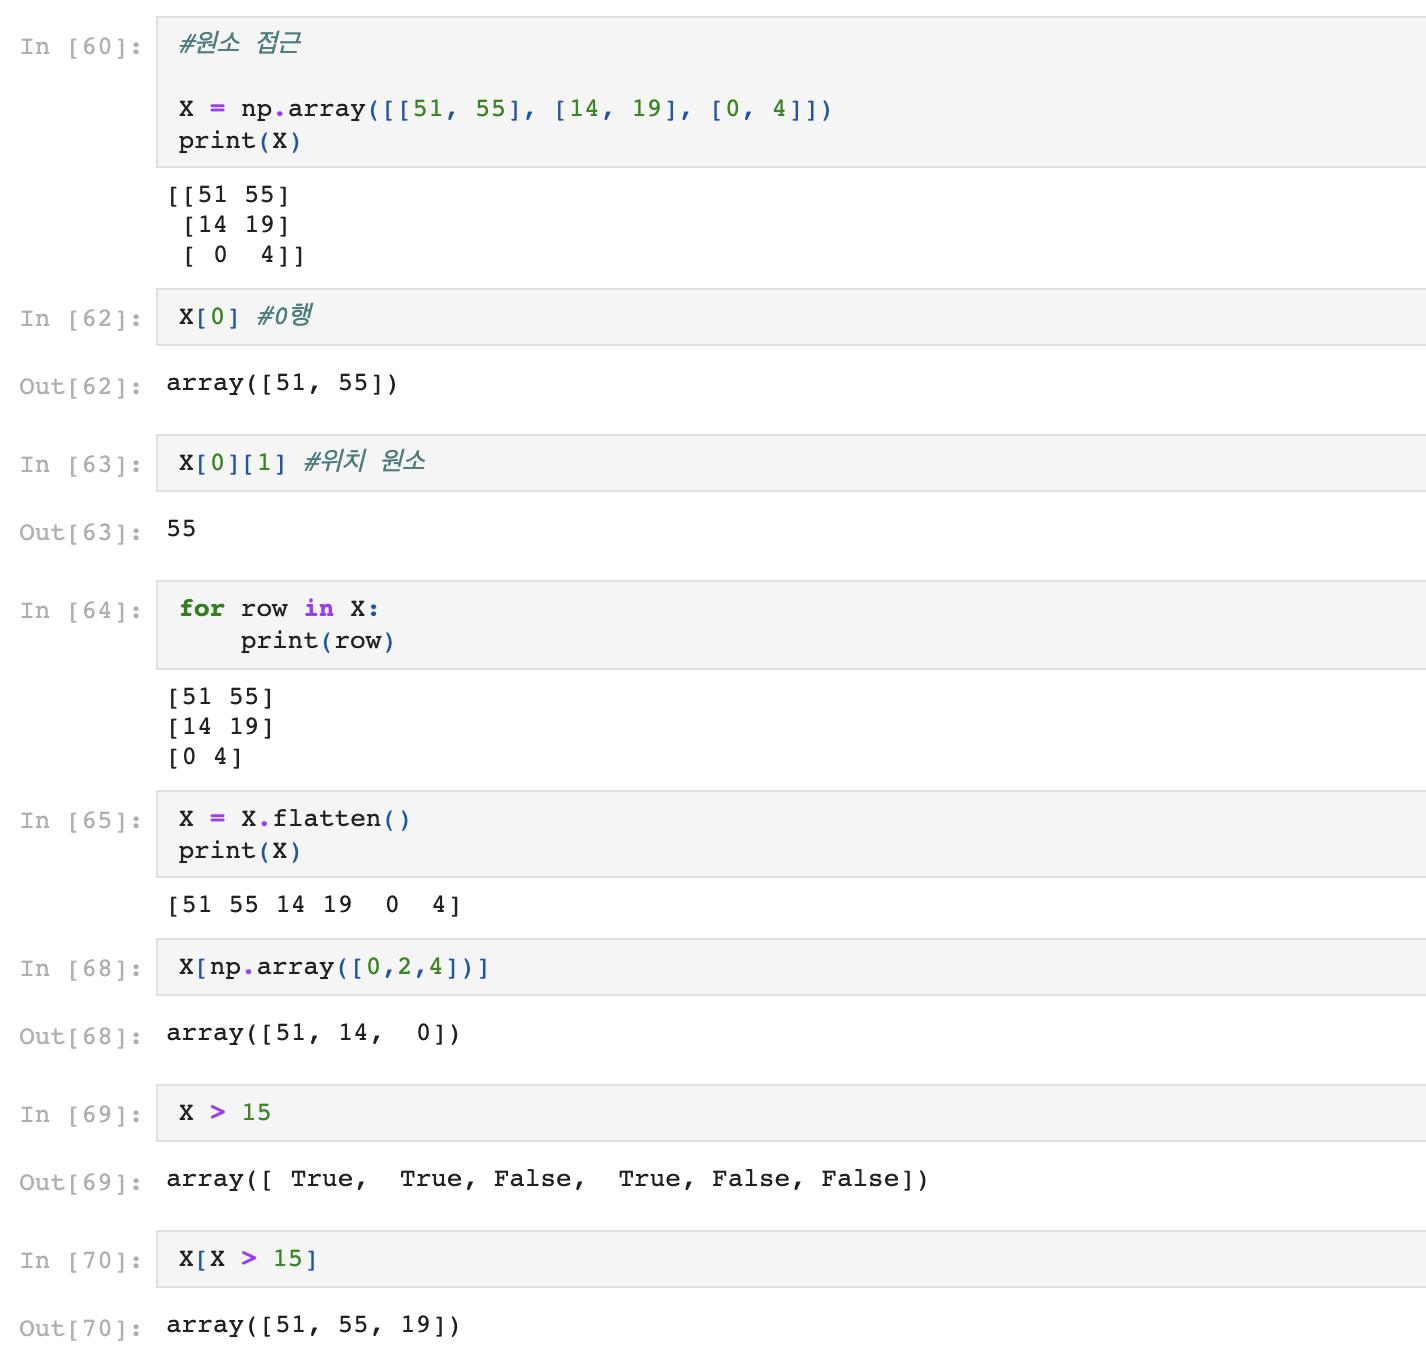 In [60]: #원소 접근
X = np.array([[51, 55], [14, 19], [0, 4]])
print(X)
[[51 55]
 [14 19]
 [ 0  4]]
In [62]: X[0] #0행
Out[62]: array([51, 55])
In [63]: X[0][1] #위치 원소
Out[63]: 55
In [64]: for row in X:
    print(row)
[51 55]
[14 19]
[0 4]
In [65]: X = X.flatten()
print(X)
[51 55 14 19  0  4]
In [68]: X[np.array([0,2,4])]
Out[68]: array([51, 14,  0])
In [69]: X > 15
Out[69]: array([ True,  True, False,  True, False, False])
In [70]: X[X > 15]
Out[70]: array([51, 55, 19])